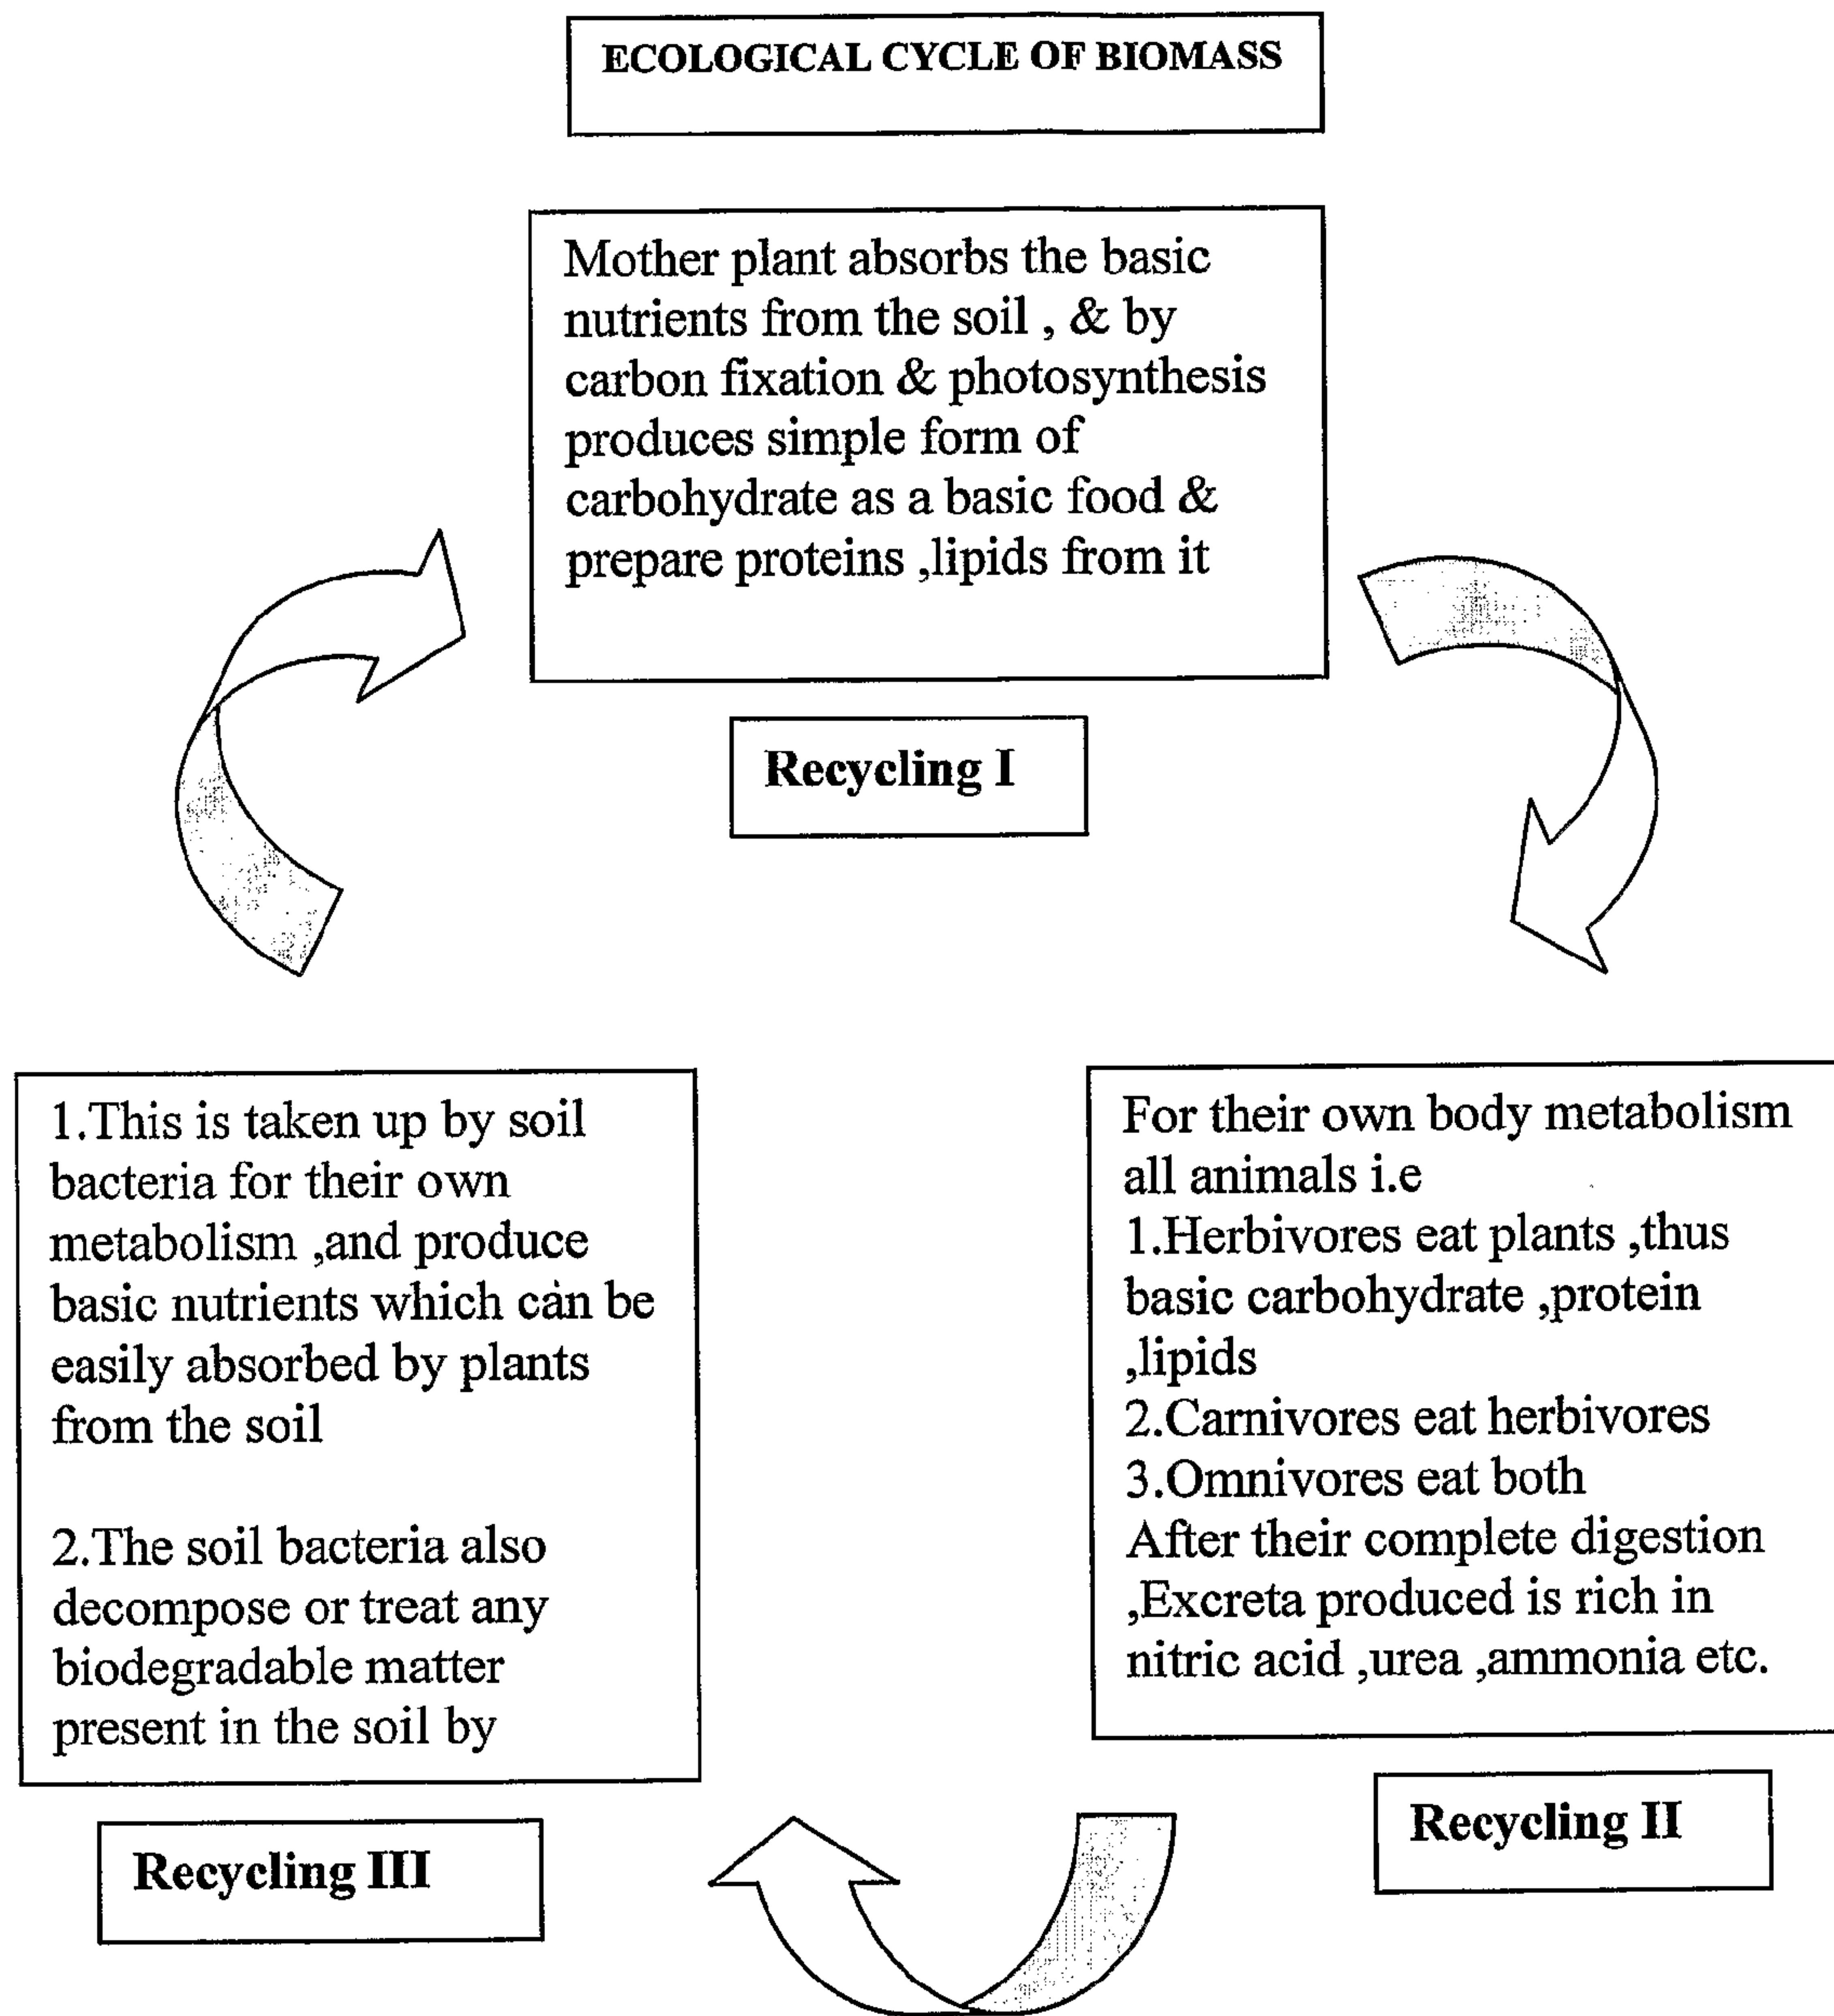 ECOLOGICAL CYCLE OF BIOMASS
Mother plant absorbs the basic
nutrients from the soil , & by
carbon fixation & photosynthesis
produces simple form of
carbohydrate as a basic food &
prepare proteins ,lipids from it
Recycling I
For their own body metabolism
all animals i.e
1.Herbivores eat plants ,thus
basic carbohydrate ,protein
,lipids
2.Carnivores eat herbivores
3.Omnivores eat both
After their complete digestion
,Excreta produced is rich in
nitric acid ,urea ,ammonia etc.
Recycling II
1.This is taken up by soil
bacteria for their own
metabolism ,and produce
basic nutrients which can be
easily absorbed by plants
from the soil
2.The soil bacteria also
decompose or treat any
biodegradable matter
present in the soil by
Recycling III